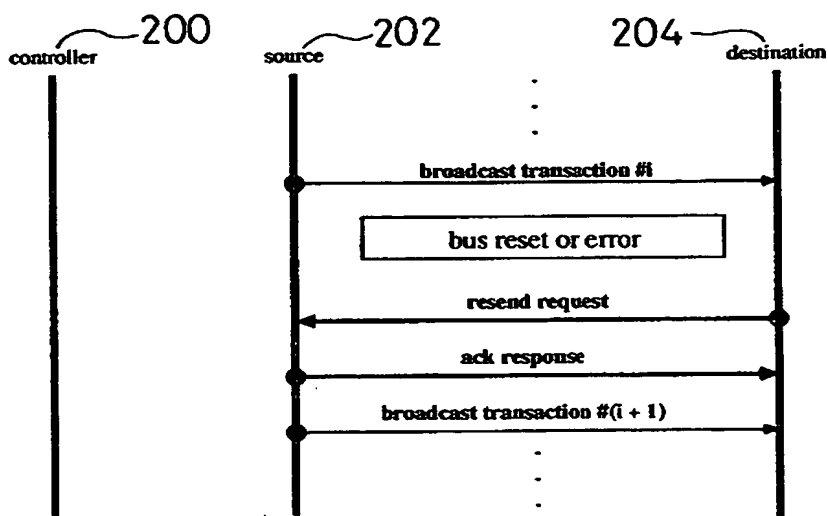 200
202
204
controller
source
destination
broadcast transaction #i
bus reset or error
resend request
ack response
broadcast transaction #(i + 1)